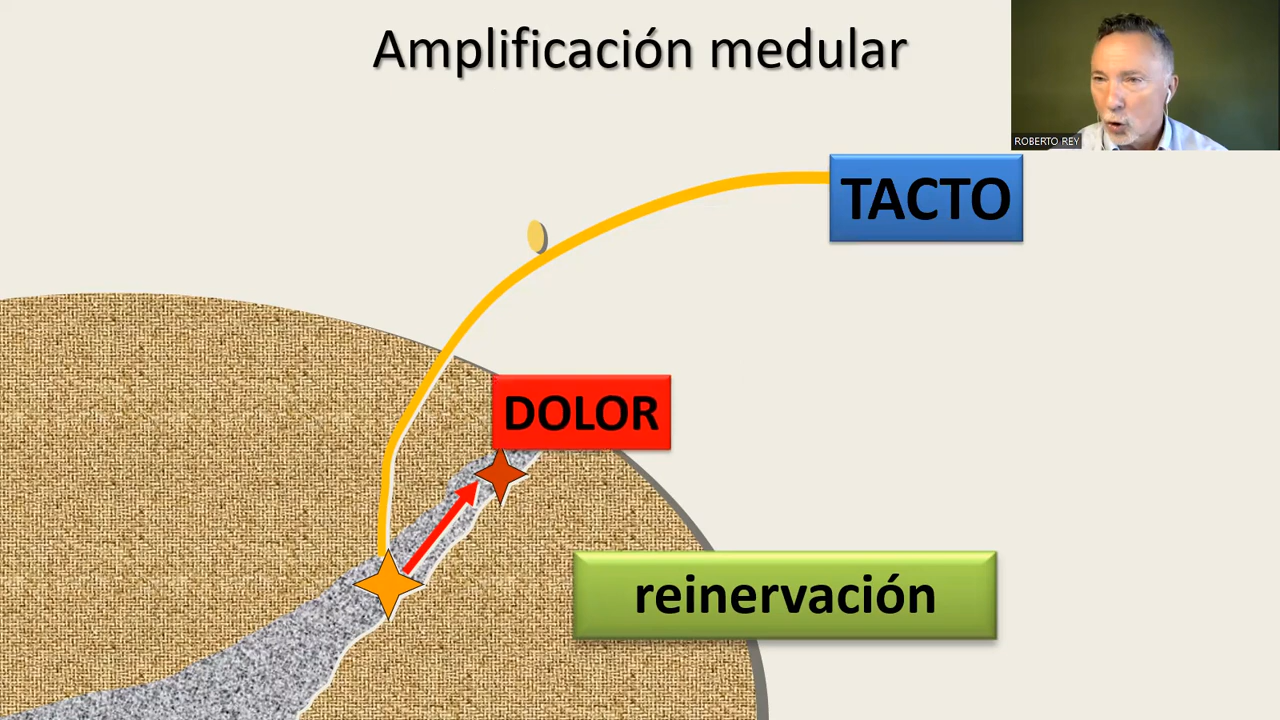 Amplificación medular
ROBERTO REY
TACTO
DOLOR
reinervación